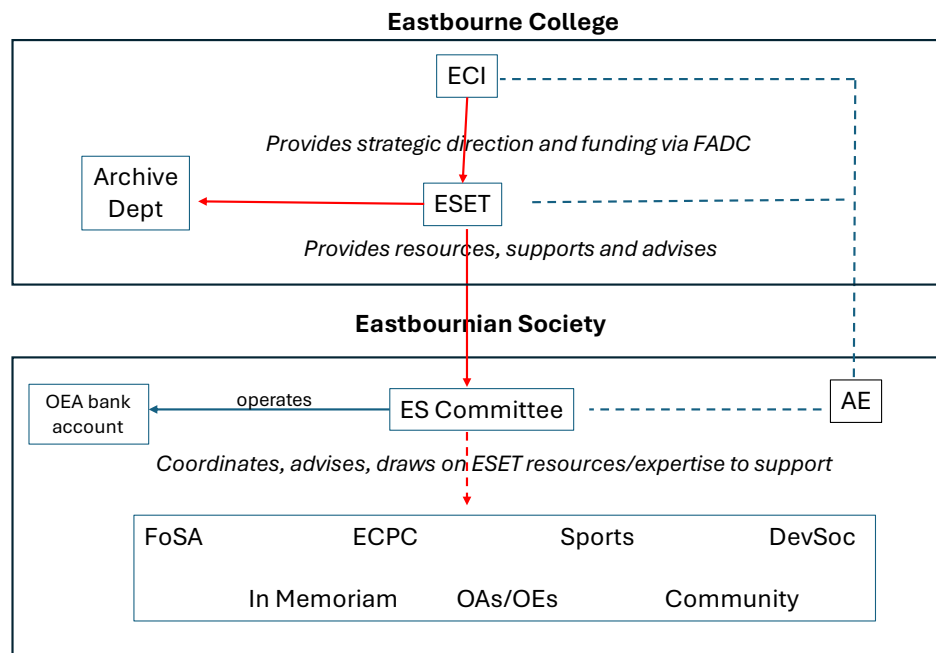 Eastbourne College
ECI
Provides strategic direction and funding via FADC
Archive
Dept
ESET
Provides resources, supports and advises
Eastbournian Society
OEA bank
account
operates
ES Committee
AE
Coordinates, advises, draws on ESET resources/expertise to support
FoSA ECPC Sports DevSoc
In Memoriam OAs/OEs Community